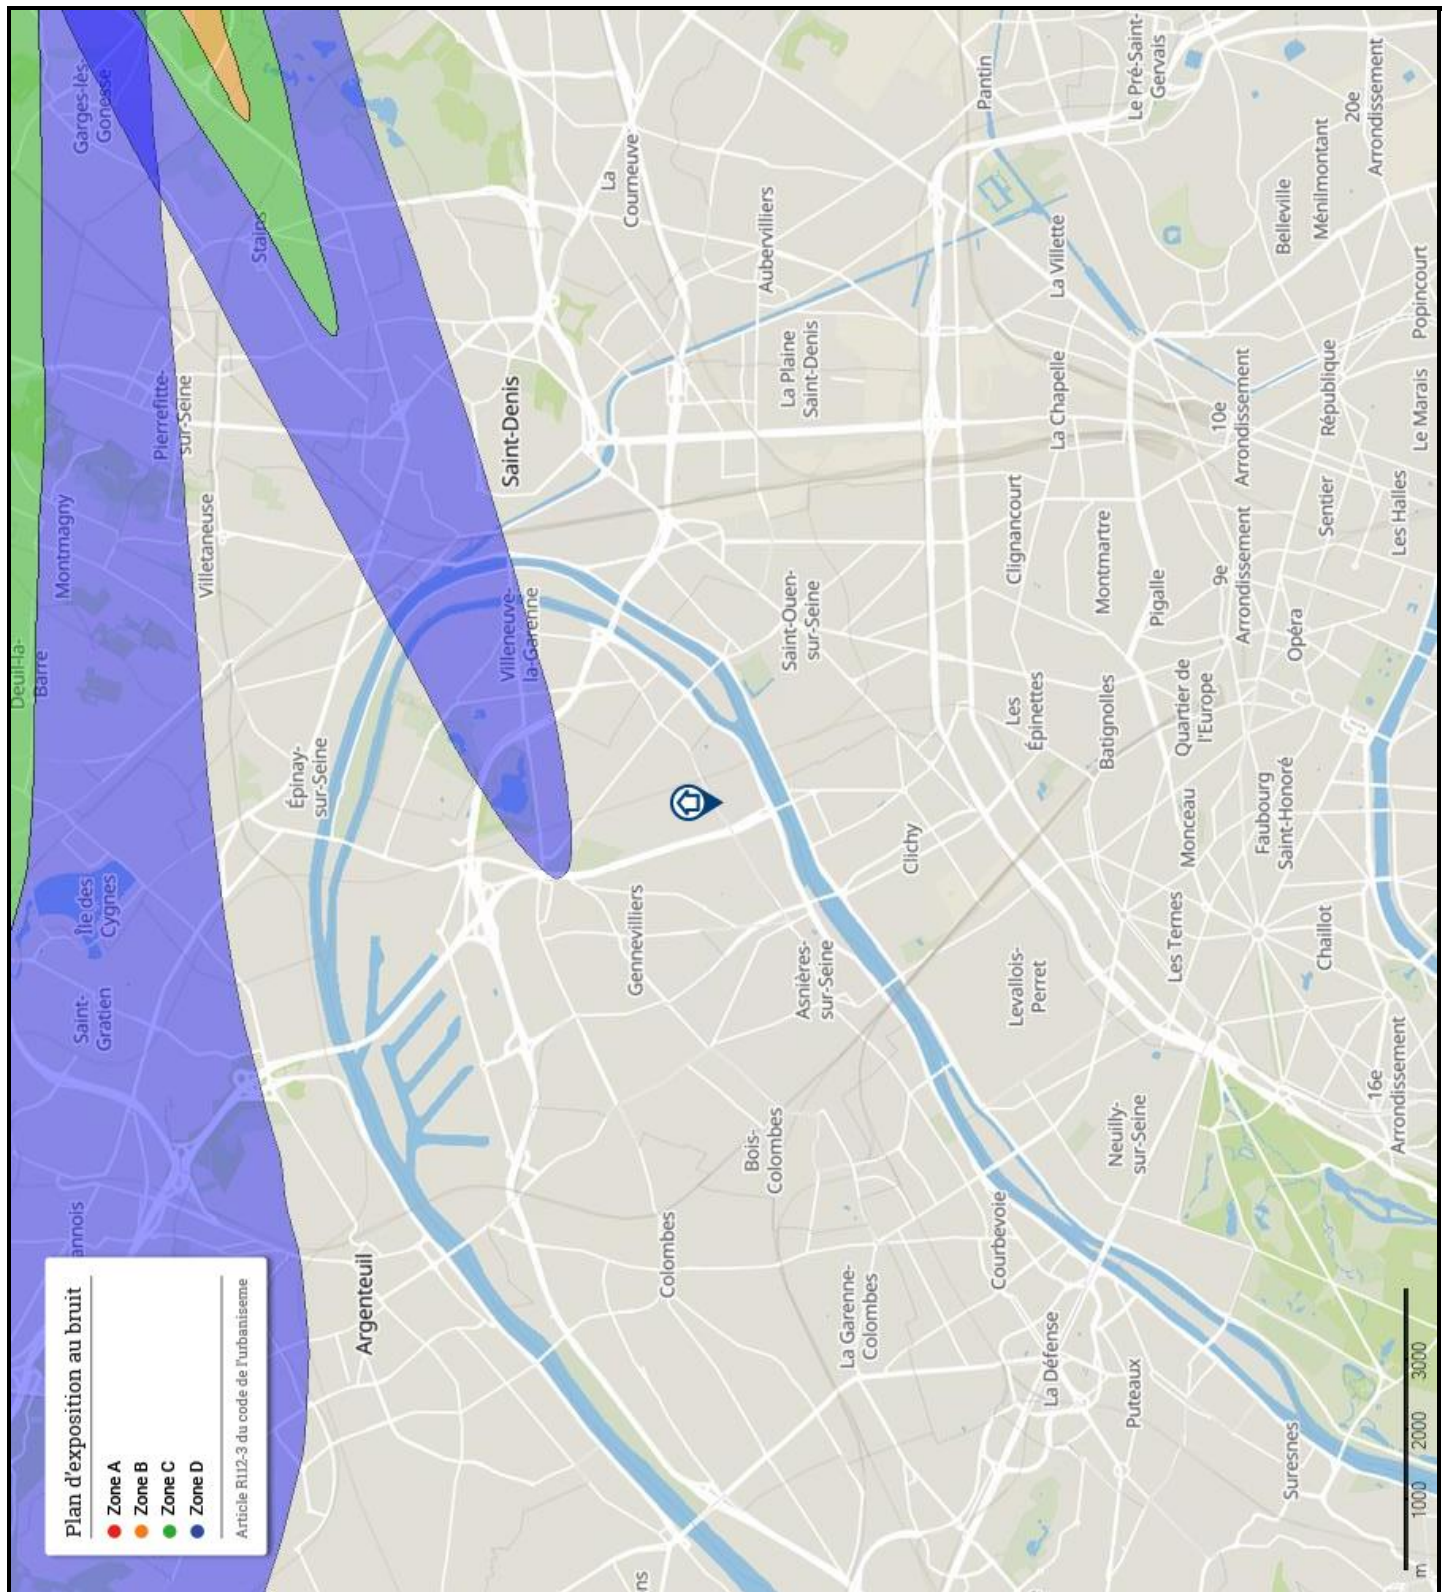 Plan d'exposition au bruit
Zone A
Zone B
Zone C
Zone D
Article R112-3 du code de l'urbanisme
annois
Saint-
Gratien
Île des
Cygnes
Deuil-la-
Barre
Montmagny
Garges-lès-
Gonesse
Pierrefitte-
sur-Seine
Villetaneuse
Stains
Épinay-
sur-Seine
Argenteuil
Saint-Denis
Villeneuve-
la-Garenne
La
Courneuve
Gennevilliers
Colombes
ns
Bois-
Colombes
Asnières-
sur-Seine
Saint-Ouen-
sur-Seine
La Plaine
Saint-Denis
Aubervilliers
La Garenne-
Colombes
Clichy
Courbevoie
Levallois-
Perret
Les
Épinettes
Clignancourt
Pantin
La Défense
La Chapelle
La Villette
Puteaux
Neuilly-
sur-Seine
Batignolles
Montmartre
Le Pré-Saint-
Gervais
Les Ternes
Monceau
Quartier de
l'Europe
Pigalle
9e
Arrondissement
10e
Arrondissement
Suresnes
Faubourg
Saint-Honoré
Opéra
Belleville
Ménilmontant
Chaillot
Sentier
République
20e
Arrondissement
16e
Arrondissement
Les Halles
Le Marais
Popincourt
m 1000 2000 3000